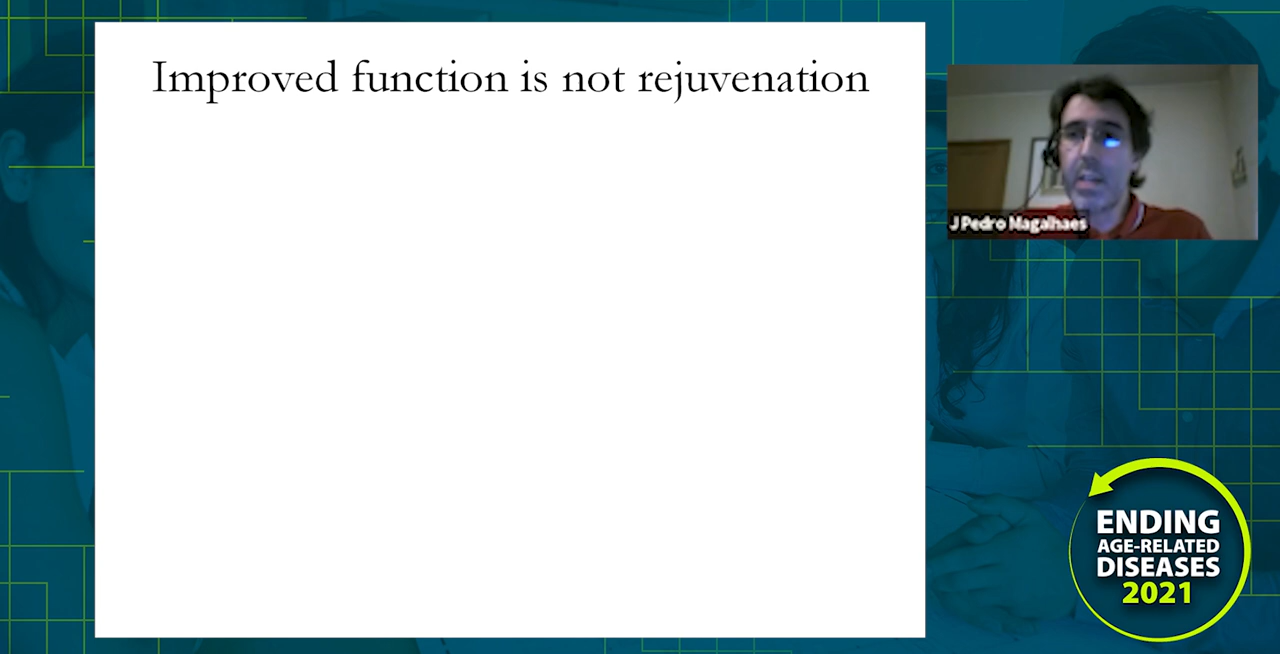 Improved function is not rejuvenation
J Pedro Magalhaes
ENDING
AGE-RELATED
DISEASES
2021